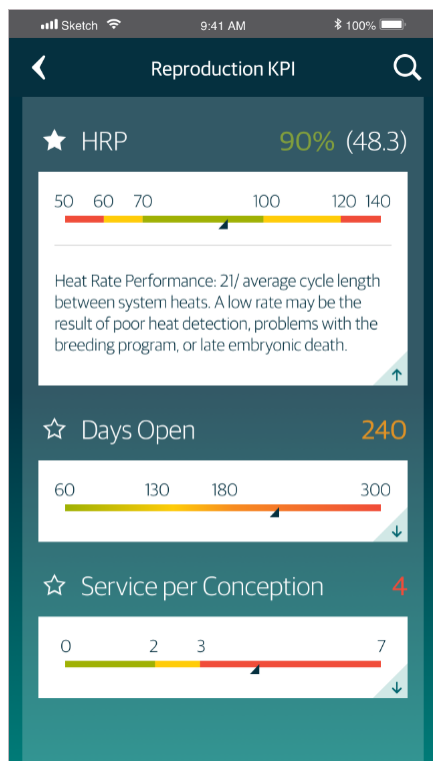 Sketch 9:41 AM 100%
Reproduction KPI
HRP 90% (48.3)
50 60 70 100 120 140
Heat Rate Performance: 21/ average cycle length
between system heats. A low rate may be the
result of poor heat detection, problems with the
breeding program, or late embryonic death.
Days Open 240
60 130 180 300
Service per Conception 4
0 2 3 7